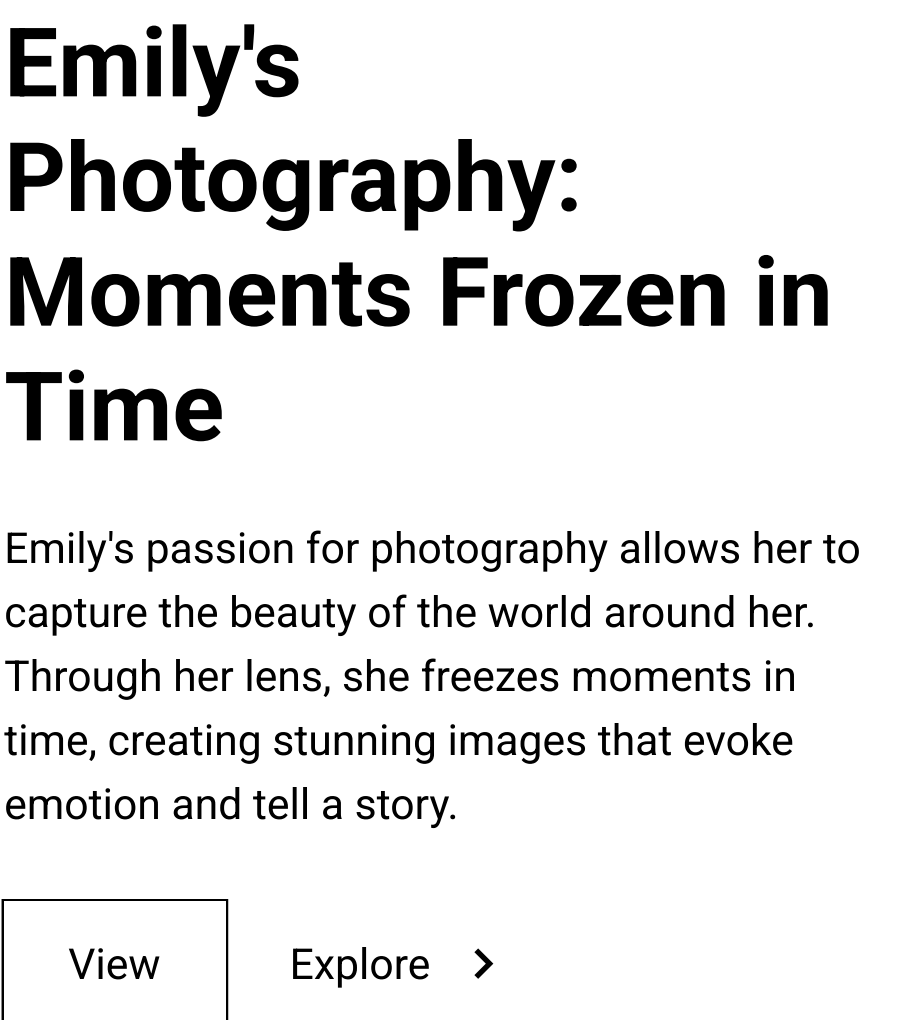 Emily's
Photography:
Moments Frozen in
Time
Emily's passion for photography allows her to
capture the beauty of the world around her.
Through her lens, she freezes moments in
time, creating stunning images that evoke
emotion and tell a story.
View
Explore